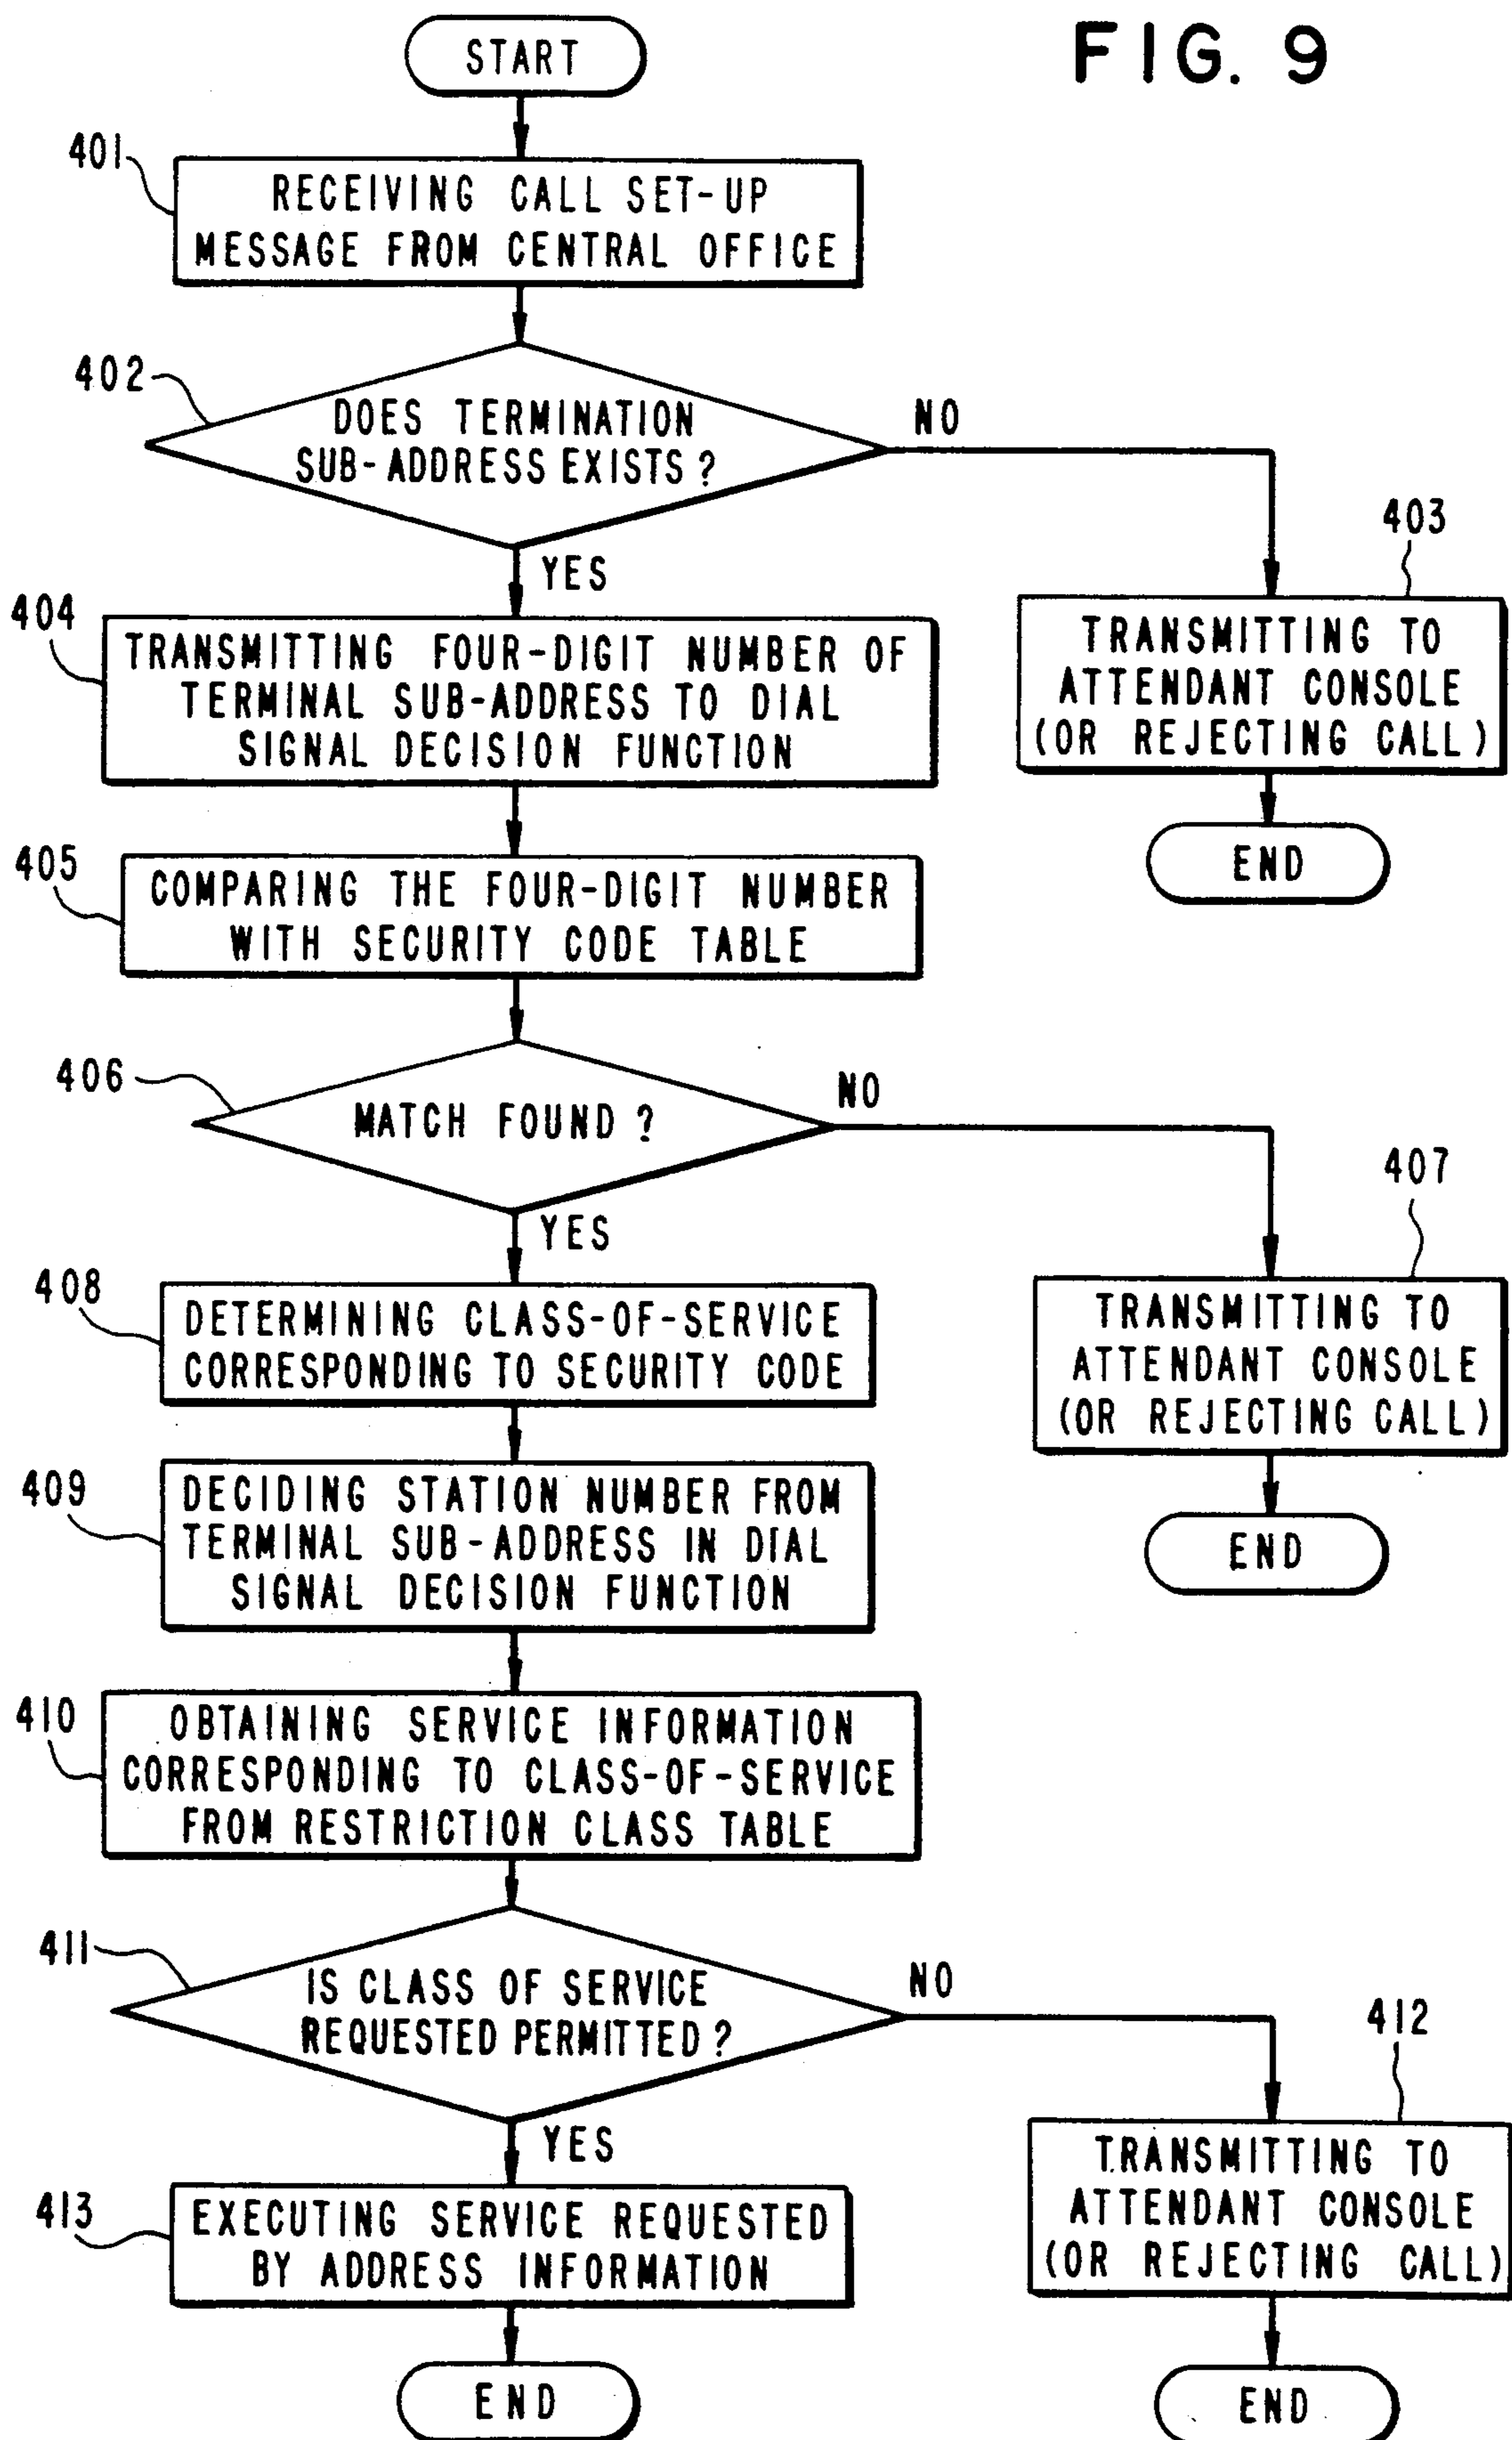 FIG. 9
START
401
RECEIVING CALL SET-UP
MESSAGE FROM CENTRAL OFFICE
402
DOES TERMINATION
SUB-ADDRESS EXISTS?
NO
YES
403
TRANSMITTING TO
ATTENDANT CONSOLE
(OR REJECTING CALL)
END
404
TRANSMITTING FOUR-DIGIT NUMBER OF
TERMINAL SUB-ADDRESS TO DIAL
SIGNAL DECISION FUNCTION
405
COMPARING THE FOUR-DIGIT NUMBER
WITH SECURITY CODE TABLE
406
MATCH FOUND?
NO
YES
407
TRANSMITTING TO
ATTENDANT CONSOLE
(OR REJECTING CALL)
END
408
DETERMINING CLASS-OF-SERVICE
CORRESPONDING TO SECURITY CODE
409
DECIDING STATION NUMBER FROM
TERMINAL SUB-ADDRESS IN DIAL
SIGNAL DECISION FUNCTION
410
OBTAINING SERVICE INFORMATION
CORRESPONDING TO CLASS-OF-SERVICE
FROM RESTRICTION CLASS TABLE
411
IS CLASS OF SERVICE
REQUESTED PERMITTED?
NO
YES
412
TRANSMITTING TO
ATTENDANT CONSOLE
(OR REJECTING CALL)
END
413
EXECUTING SERVICE REQUESTED
BY ADDRESS INFORMATION
END